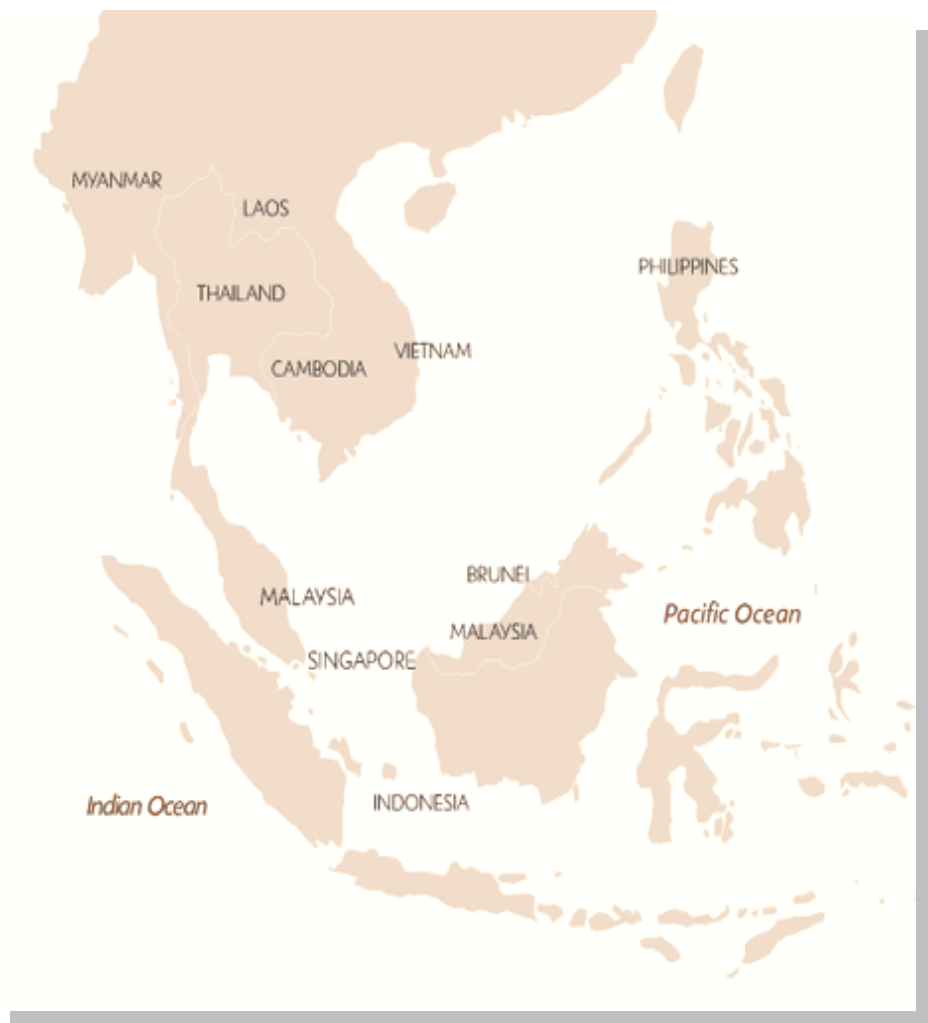 MYANMAR
LAOS
PHILIPPINES
THAILAND
VIETNAM
CAMBODIA
BRUNEI
MALAYSIA
Pacific Ocean
MALAYSIA
SINGAPORE
Indian Ocean
INDONESIA